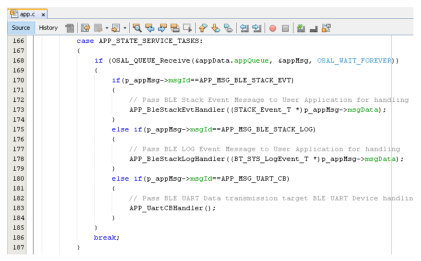 app.c
Source History
166 case APP_STATE_SERVICE_TASKS:
167 {
168 if (OSAL_QUEUE_Receive(&appData.appQueue, &appMsg, OSAL_WAIT_FOREVER))
169 {
170 if(p_appMsg->msgId==APP_MSG_BLE_STACK_EVT)
171 {
172 // Pass BLE Stack Event Message to User Application for handling
173 APP_BleStackEvtHandler((STACK_Event_T *)p_appMsg->msgData);
174 }
175 else if(p_appMsg->msgId==APP_MSG_BLE_STACK_LOG)
176 {
177 // Pass BLE LOG Event Message to User Application for handling
178 APP_BleStackLogHandler((BT_SYS_LogEvent_T *)p_appMsg->msgData);
179 }
180 else if(p_appMsg->msgId==APP_MSG_UART_CB)
181 {
182 // Pass BLE UART Data transmission target BLE UART Device handlin
183 APP_UartCBHandler();
184 }
185 }
186 break;
187 }